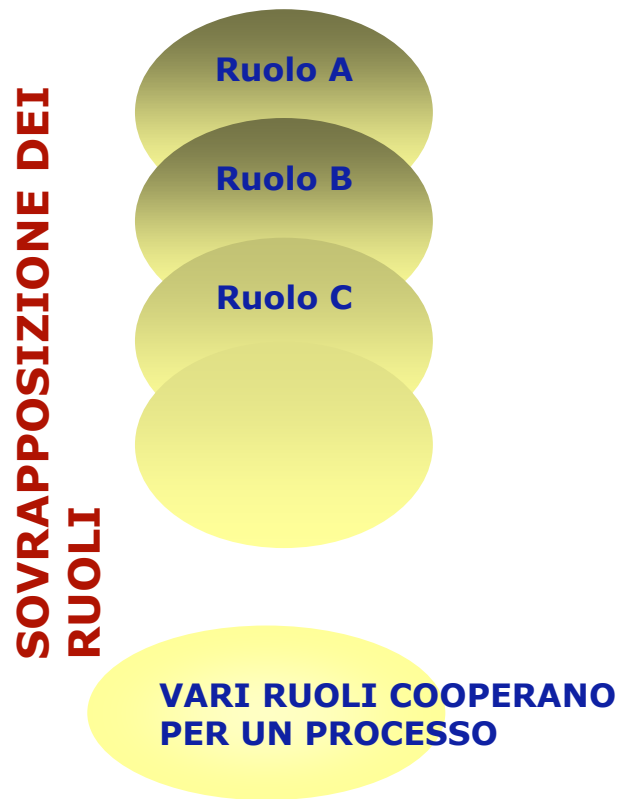 SOVRAPPOSIZIONE DEI
RUOLI
Ruolo A
Ruolo B
Ruolo C
VARI RUOLI COOPERANO
PER UN PROCESSO